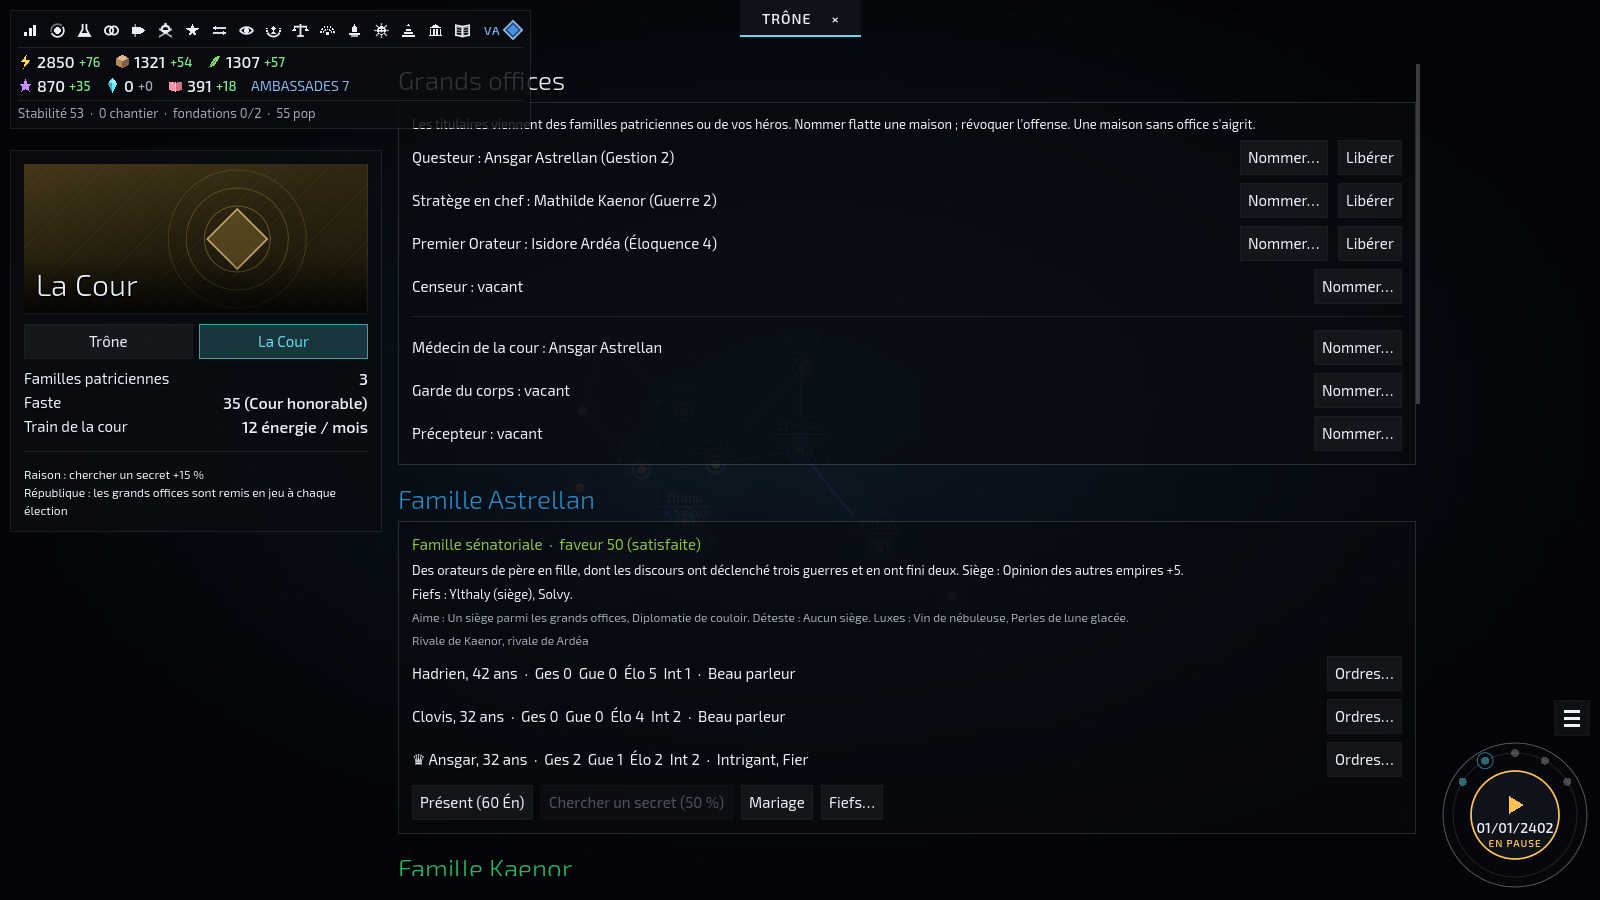 TRÔNE ×
VA
2850 +76 1321 +54 1307 +57
870 +35 0 +0 391 +18 AMBASSADES 7
Stabilité 53 · 0 chantier · fondations 0/2 · 55 pop
La Cour
Trône La Cour
Familles patriciennes 3
Faste 35 (Cour honorable)
Train de la cour 12 énergie / mois
Raison : chercher un secret +15 %
République : les grands offices sont remis en jeu à chaque
élection
Grands offices
Les titulaires viennent des familles patriciennes ou de vos héros. Nommer flatte une maison ; révoquer l'offense. Une maison sans office s'aigrit.
Questeur : Ansgar Astrellan (Gestion 2) Nommer... Libérer
Stratège en chef : Mathilde Kaenor (Guerre 2) Nommer... Libérer
Premier Orateur : Isidore Ardéa (Éloquence 4) Nommer... Libérer
Censeur : vacant Nommer...
Médecin de la cour : Ansgar Astrellan Nommer...
Garde du corps : vacant Nommer...
Précepteur : vacant Nommer...
Famille Astrellan
Famille sénatoriale · faveur 50 (satisfaite)
Des orateurs de père en fille, dont les discours ont déclenché trois guerres et en ont fini deux. Siège : Opinion des autres empires +5.
Fiefs : Ylthaly (siège), Solvy.
Aime : Un siège parmi les grands offices, Diplomatie de couloir. Déteste : Aucun siège. Luxes : Vin de nébuleuse, Perles de lune glacée.
Rivale de Kaenor, rivale de Ardéa
Hadrien, 42 ans · Ges 0 Gue 0 Élo 5 Int 1 · Beau parleur Ordres...
Clovis, 32 ans · Ges 0 Gue 0 Élo 4 Int 2 · Beau parleur Ordres...
♛ Ansgar, 32 ans · Ges 2 Gue 1 Élo 2 Int 2 · Intrigant, Fier Ordres...
Présent (60 Én) Chercher un secret (50 %) Mariage Fiefs...
Famille Kaenor
01/01/2402
EN PAUSE